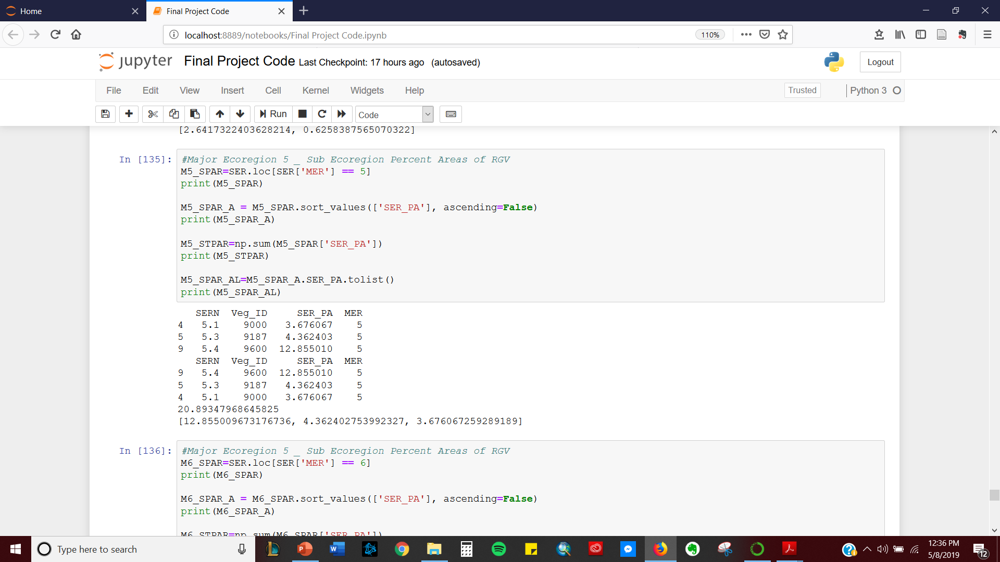 Home
Final Project Code
localhost:8889/notebooks/Final Project Code.ipynb
110%
jupyter Final Project Code Last Checkpoint: 17 hours ago (autosaved)
Logout
File Edit View Insert Cell Kernel Widgets Help
Trusted
Python 3
Run
Code
[2.6417322403628214, 0.6258387565070322]
In [135]:
#Major Ecoregion 5 _ Sub Ecoregion Percent Areas of RGV
M5_SPAR=SER.loc[SER['MER'] == 5]
print(M5_SPAR)
M5_SPAR_A = M5_SPAR.sort_values(['SER_PA'], ascending=False)
print(M5_SPAR_A)
M5_STPAR=np.sum(M5_SPAR['SER_PA'])
print(M5_STPAR)
M5_SPAR_AL=M5_SPAR_A.SER_PA.tolist()
print(M5_SPAR_AL)
SERN Veg_ID SER_PA MER
4 5.1 9000 3.676067 5
5 5.3 9187 4.362403 5
9 5.4 9600 12.855010 5
SERN Veg_ID SER_PA MER
9 5.4 9600 12.855010 5
5 5.3 9187 4.362403 5
4 5.1 9000 3.676067 5
20.89347968645825
[12.855009673176736, 4.362402753992327, 3.676067259289189]
In [136]:
#Major Ecoregion 5 _ Sub Ecoregion Percent Areas of RGV
M6_SPAR=SER.loc[SER['MER'] == 6]
print(M6_SPAR)
M6_SPAR_A = M6_SPAR.sort_values(['SER_PA'], ascending=False)
print(M6_SPAR_A)
M6_STPAR=np.sum(M6_SPAR['SER_PA'])
Type here to search
12:36 PM
5/8/2019
12